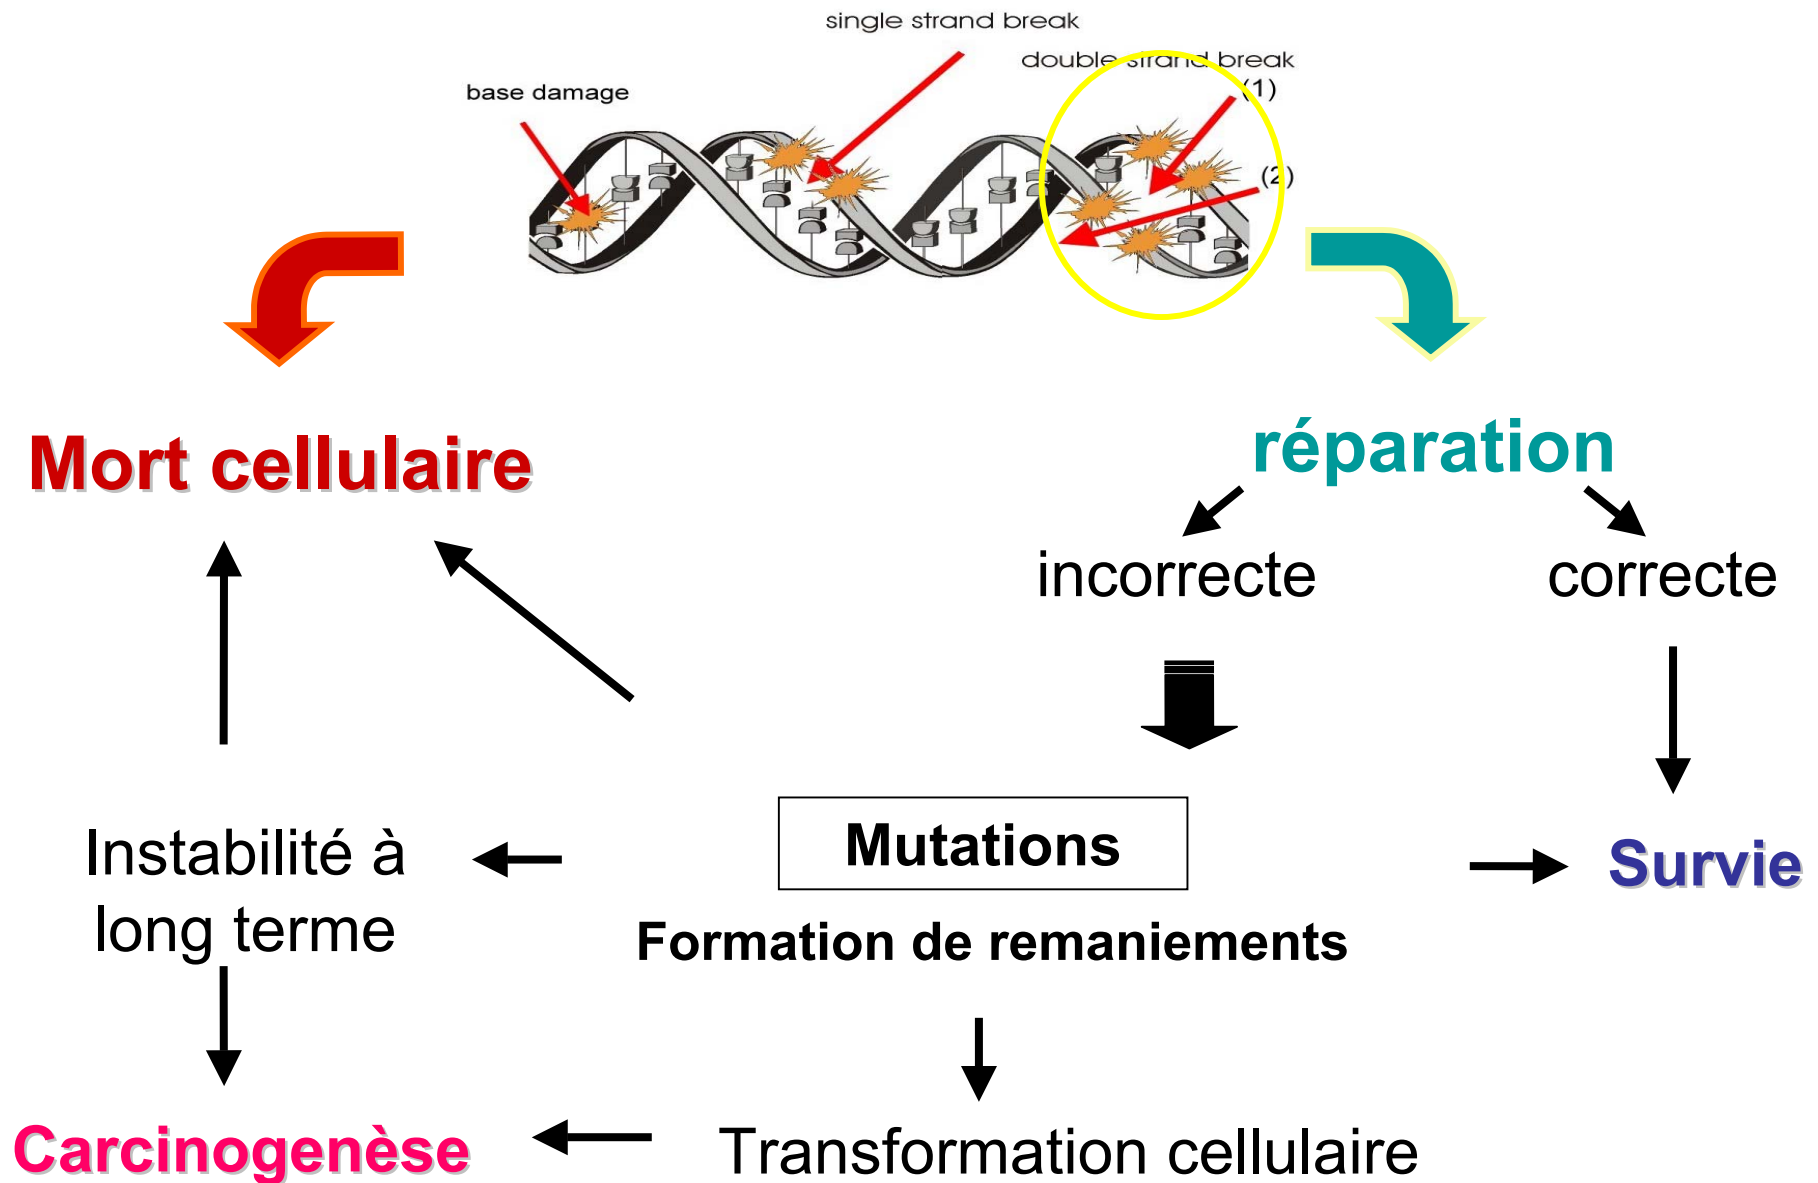 single strand break
double strand break
base damage
(1)
(2)
Mort cellulaire
réparation
incorrecte
correcte
Mutations
Instabilité à
long terme
Survie
Formation de remaniements
Carcinogenèse
Transformation cellulaire